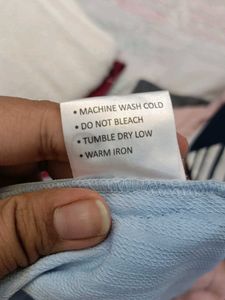 • MACHINE WASH COLD
• DO NOT BLEACH
• TUMBLE DRY LOW
• WARM IRON